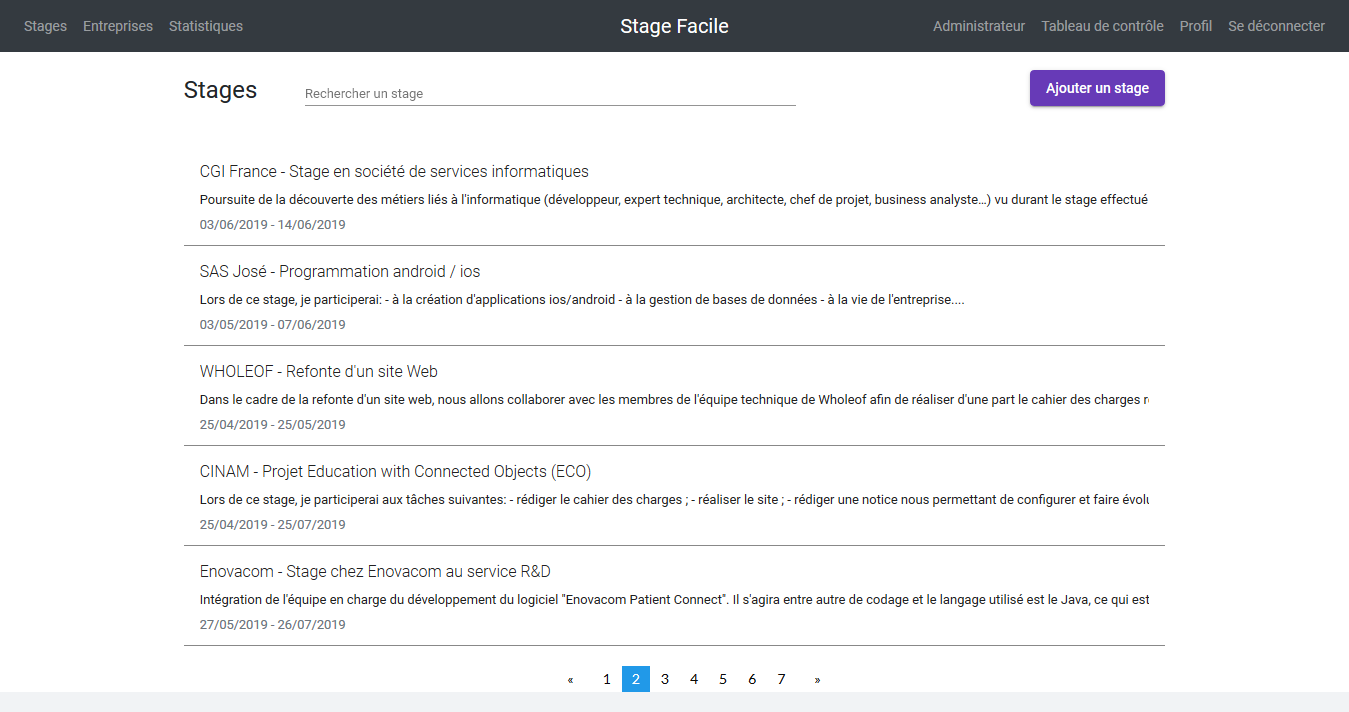 Stages Entreprises Statistiques Stage Facile Administrateur Tableau de contrôle Profil Se déconnecter
Stages Rechercher un stage Ajouter un stage
CGI France - Stage en société de services informatiques
Poursuite de la découverte des métiers liés à l'informatique (développeur, expert technique, architecte, chef de projet, business analyste…) vu durant le stage effectué
03/06/2019 - 14/06/2019
SAS José - Programmation android / ios
Lors de ce stage, je participerai: - à la création d'applications ios/android - à la gestion de bases de données - à la vie de l'entreprise....
03/05/2019 - 07/06/2019
WHOLEOF - Refonte d'un site Web
Dans le cadre de la refonte d'un site web, nous allons collaborer avec les membres de l'équipe technique de Wholeof afin de réaliser d'une part le cahier des charges
25/04/2019 - 25/05/2019
CINAM - Projet Education with Connected Objects (ECO)
Lors de ce stage, je participerai aux tâches suivantes: - rédiger le cahier des charges ; - réaliser le site ; - rédiger une notice nous permettant de configurer et faire
25/04/2019 - 25/07/2019
Enovacom - Stage chez Enovacom au service R&D
Intégration de l'équipe en charge du développement du logiciel "Enovacom Patient Connect". Il s'agira entre autre de codage et le langage utilisé est le Java, ce qui est
27/05/2019 - 26/07/2019
« 1 2 3 4 5 6 7 »